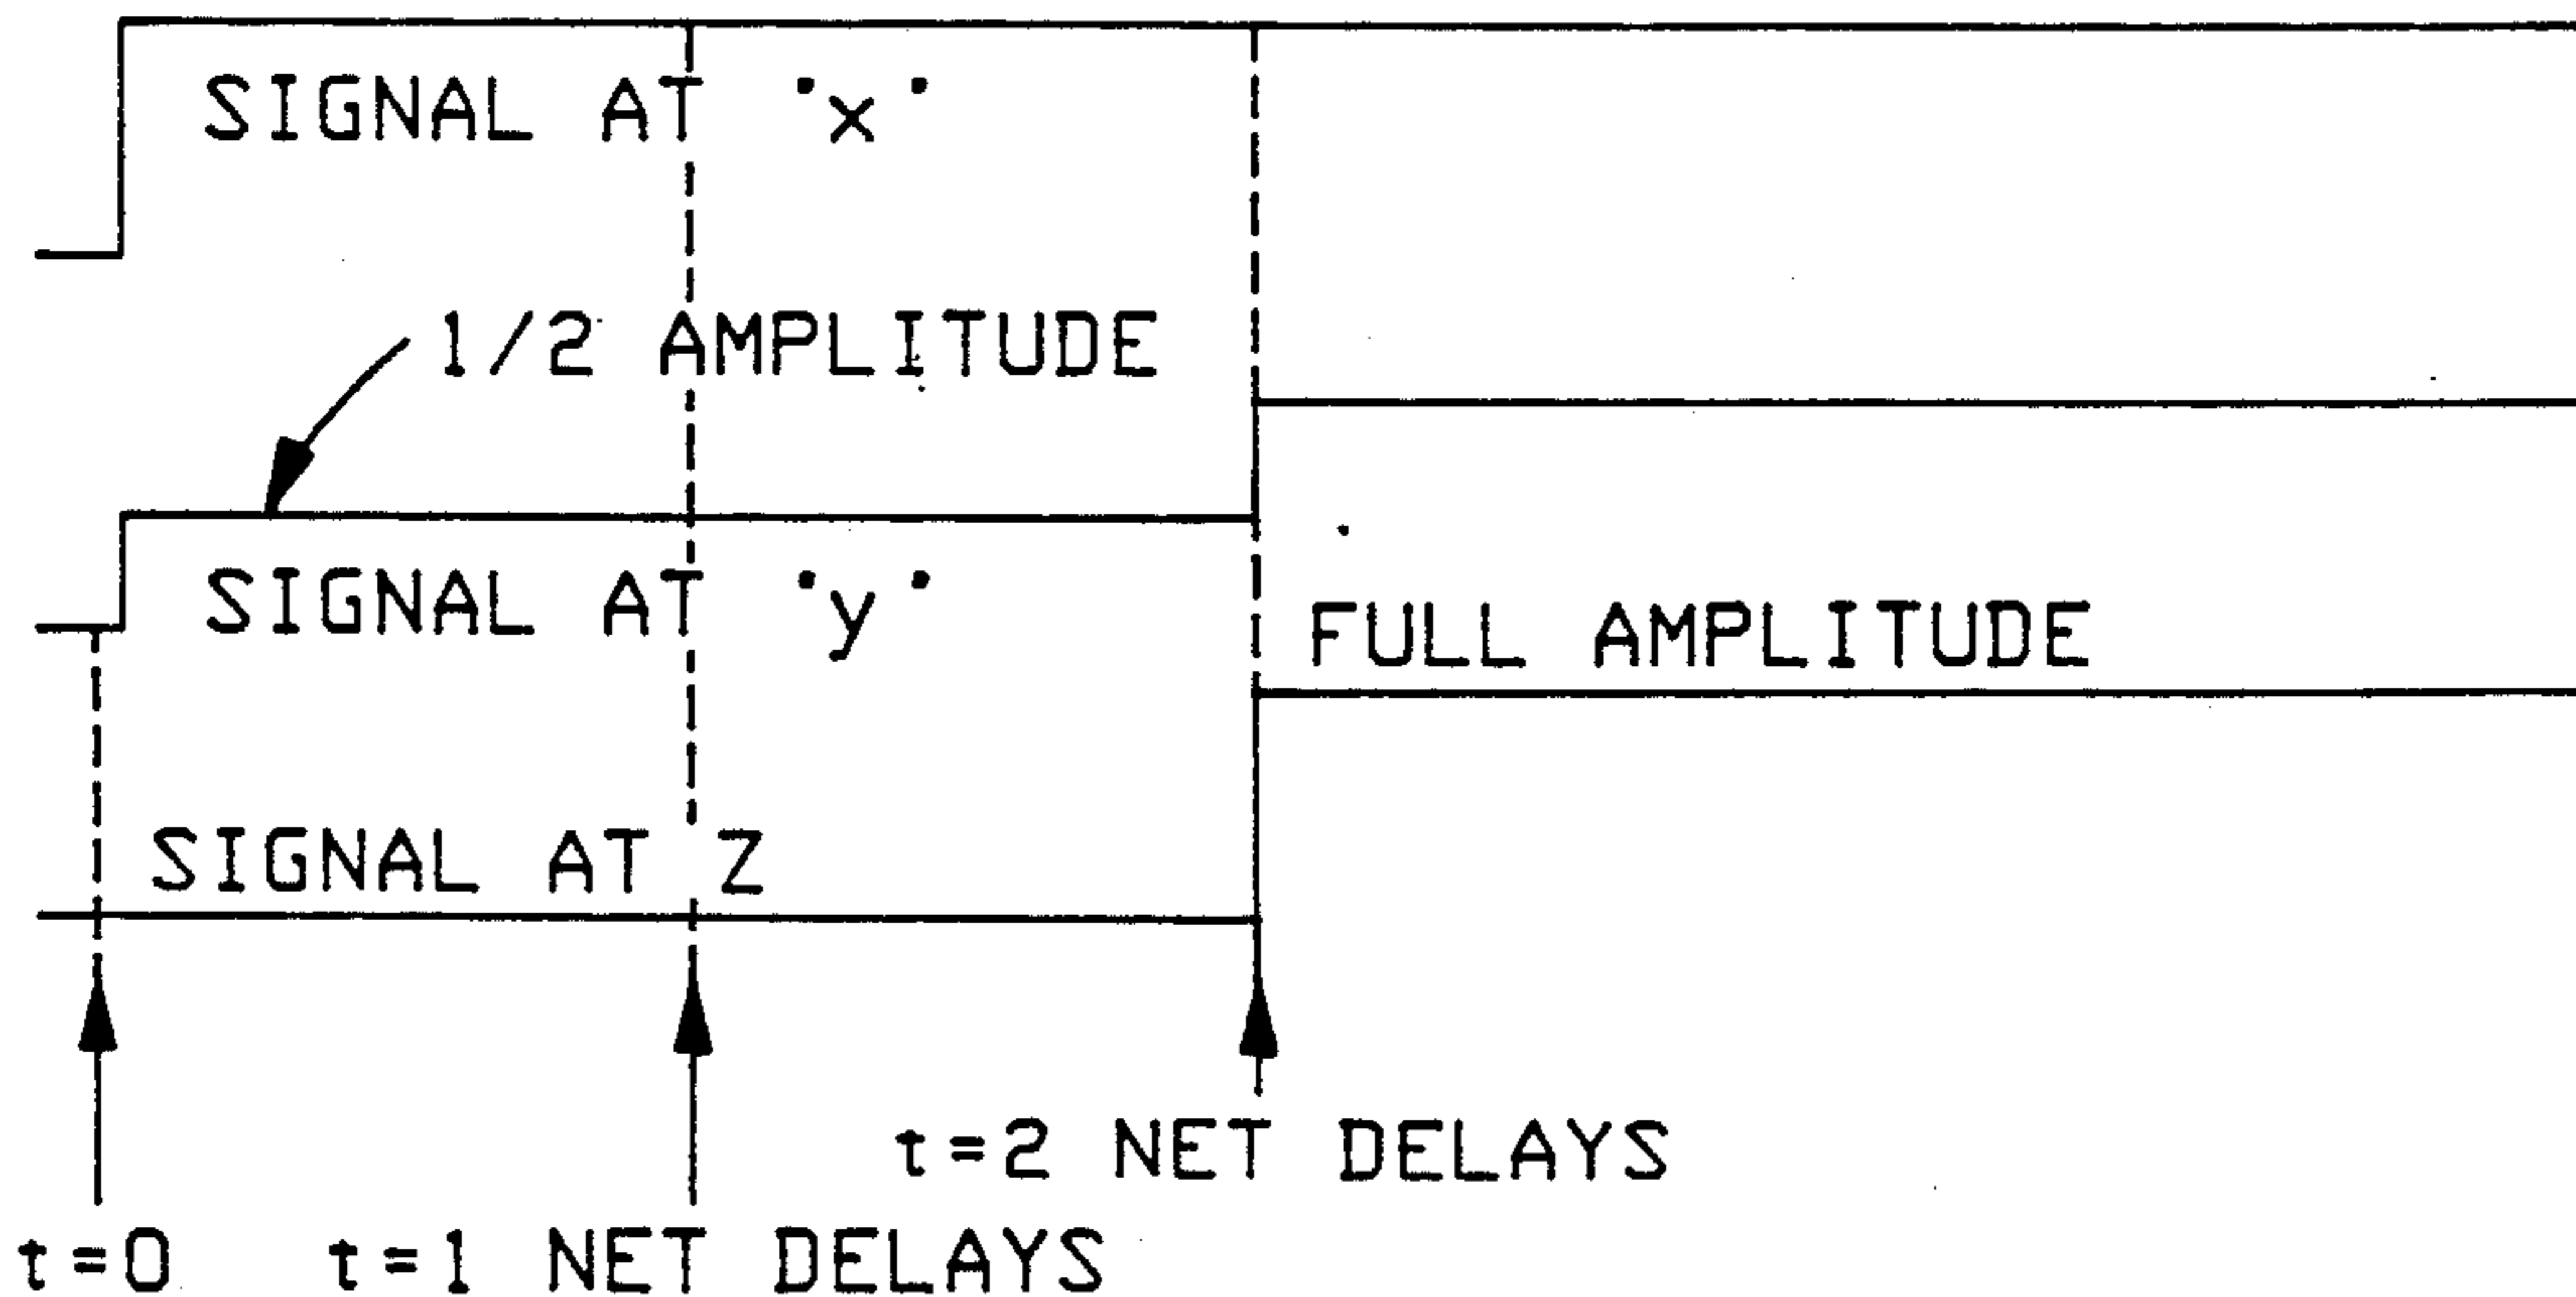 SIGNAL AT 'x'
1/2 AMPLITUDE
SIGNAL AT 'y'
FULL AMPLITUDE
SIGNAL AT Z
t=2 NET DELAYS
t=0
t=1 NET DELAYS